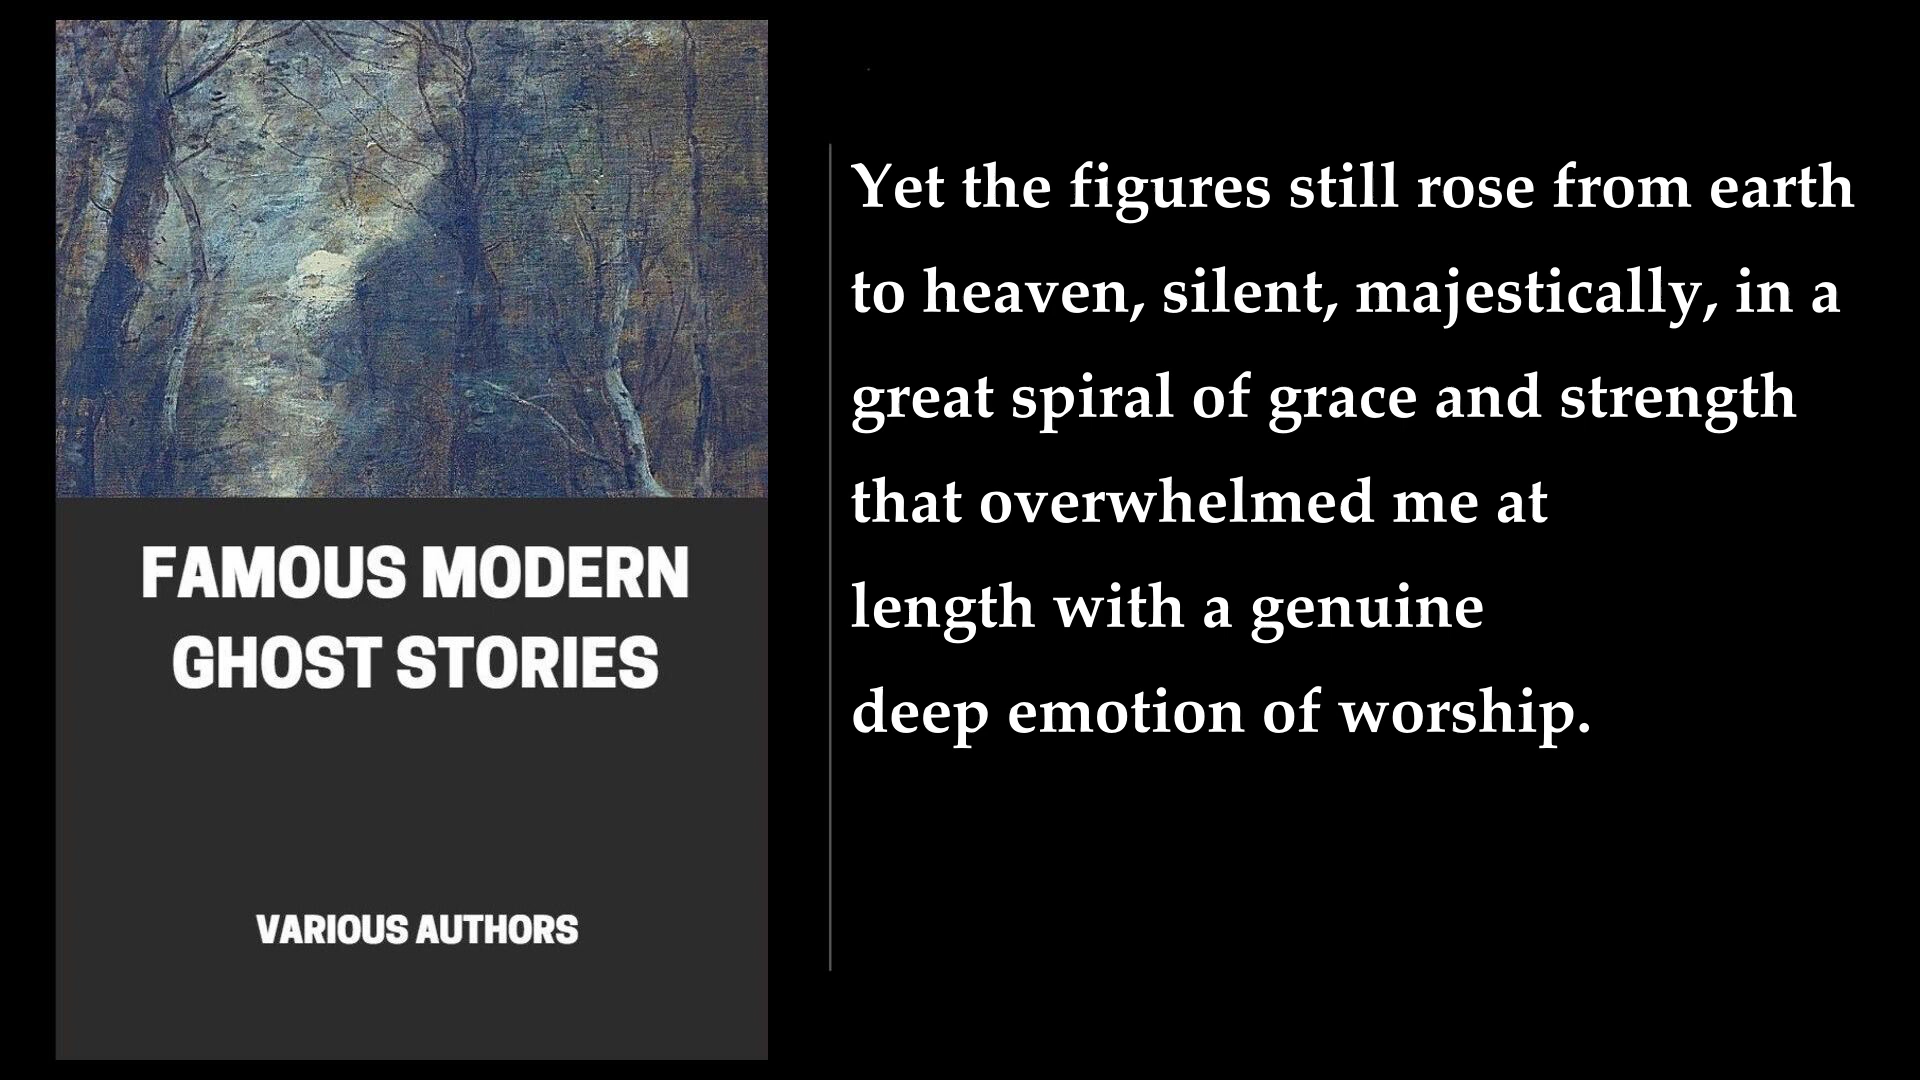 FAMOUS MODERN
GHOST STORIES
VARIOUS AUTHORS
Yet the figures still rose from earth
to heaven, silent, majestically, in a
great spiral of grace and strength
that overwhelmed me at
length with a genuine
deep emotion of worship.